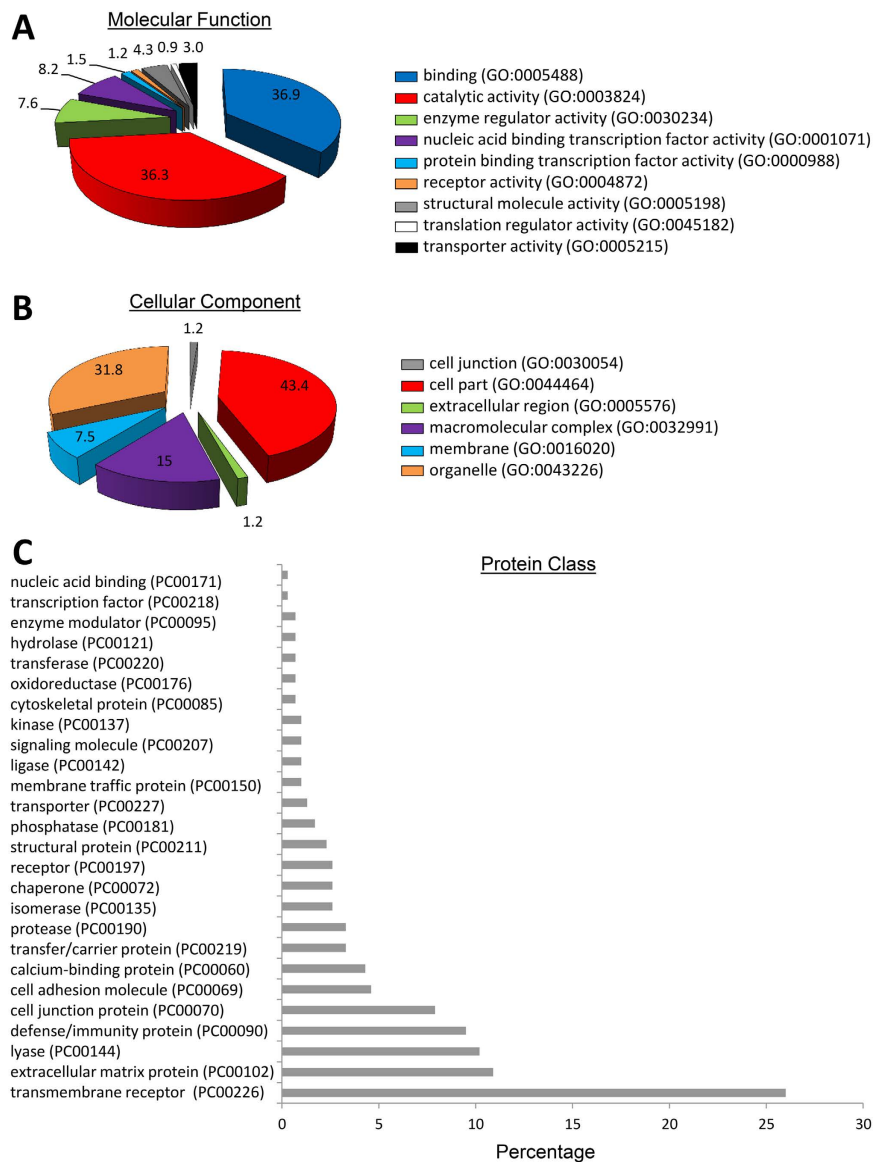 A
Molecular Function
1.5
1.2
4.3
0.9
3.0
8.2
7.6
36.9
36.3
binding (GO:0005488)
catalytic activity (GO:0003824)
enzyme regulator activity (GO:0030234)
nucleic acid binding transcription factor activity (GO:0001071)
protein binding transcription factor activity (GO:0000988)
receptor activity (GO:0004872)
structural molecule activity (GO:0005198)
translation regulator activity (GO:0045182)
transporter activity (GO:0005215)
B
Cellular Component
1.2
31.8
43.4
7.5
15
1.2
cell junction (GO:0030054)
cell part (GO:0044464)
extracellular region (GO:0005576)
macromolecular complex (GO:0032991)
membrane (GO:0016020)
organelle (GO:0043226)
C
Protein Class
nucleic acid binding (PC00171)
transcription factor (PC00218)
enzyme modulator (PC00095)
hydrolase (PC00121)
transferase (PC00220)
oxidoreductase (PC00176)
cytoskeletal protein (PC00085)
kinase (PC00137)
signaling molecule (PC00207)
ligase (PC00142)
membrane traffic protein (PC00150)
transporter (PC00227)
phosphatase (PC00181)
structural protein (PC00211)
receptor (PC00197)
chaperone (PC00072)
isomerase (PC00135)
protease (PC00190)
transfer/carrier protein (PC00219)
calcium-binding protein (PC00060)
cell adhesion molecule (PC00069)
cell junction protein (PC00070)
defense/immunity protein (PC00090)
lyase (PC00144)
extracellular matrix protein (PC00102)
transmembrane receptor (PC00226)
0 5 10 15 20 25 30
Percentage